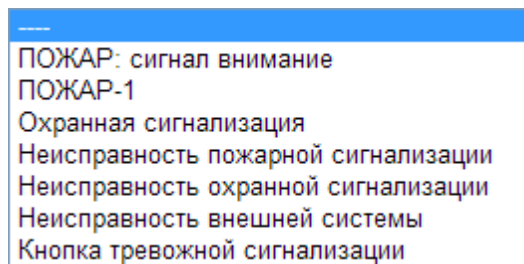 ----
ПОЖАР: сигнал внимание
ПОЖАР-1
Охранная сигнализация
Неисправность пожарной сигнализации
Неисправность охранной сигнализации
Неисправность внешней системы
Кнопка тревожной сигнализации